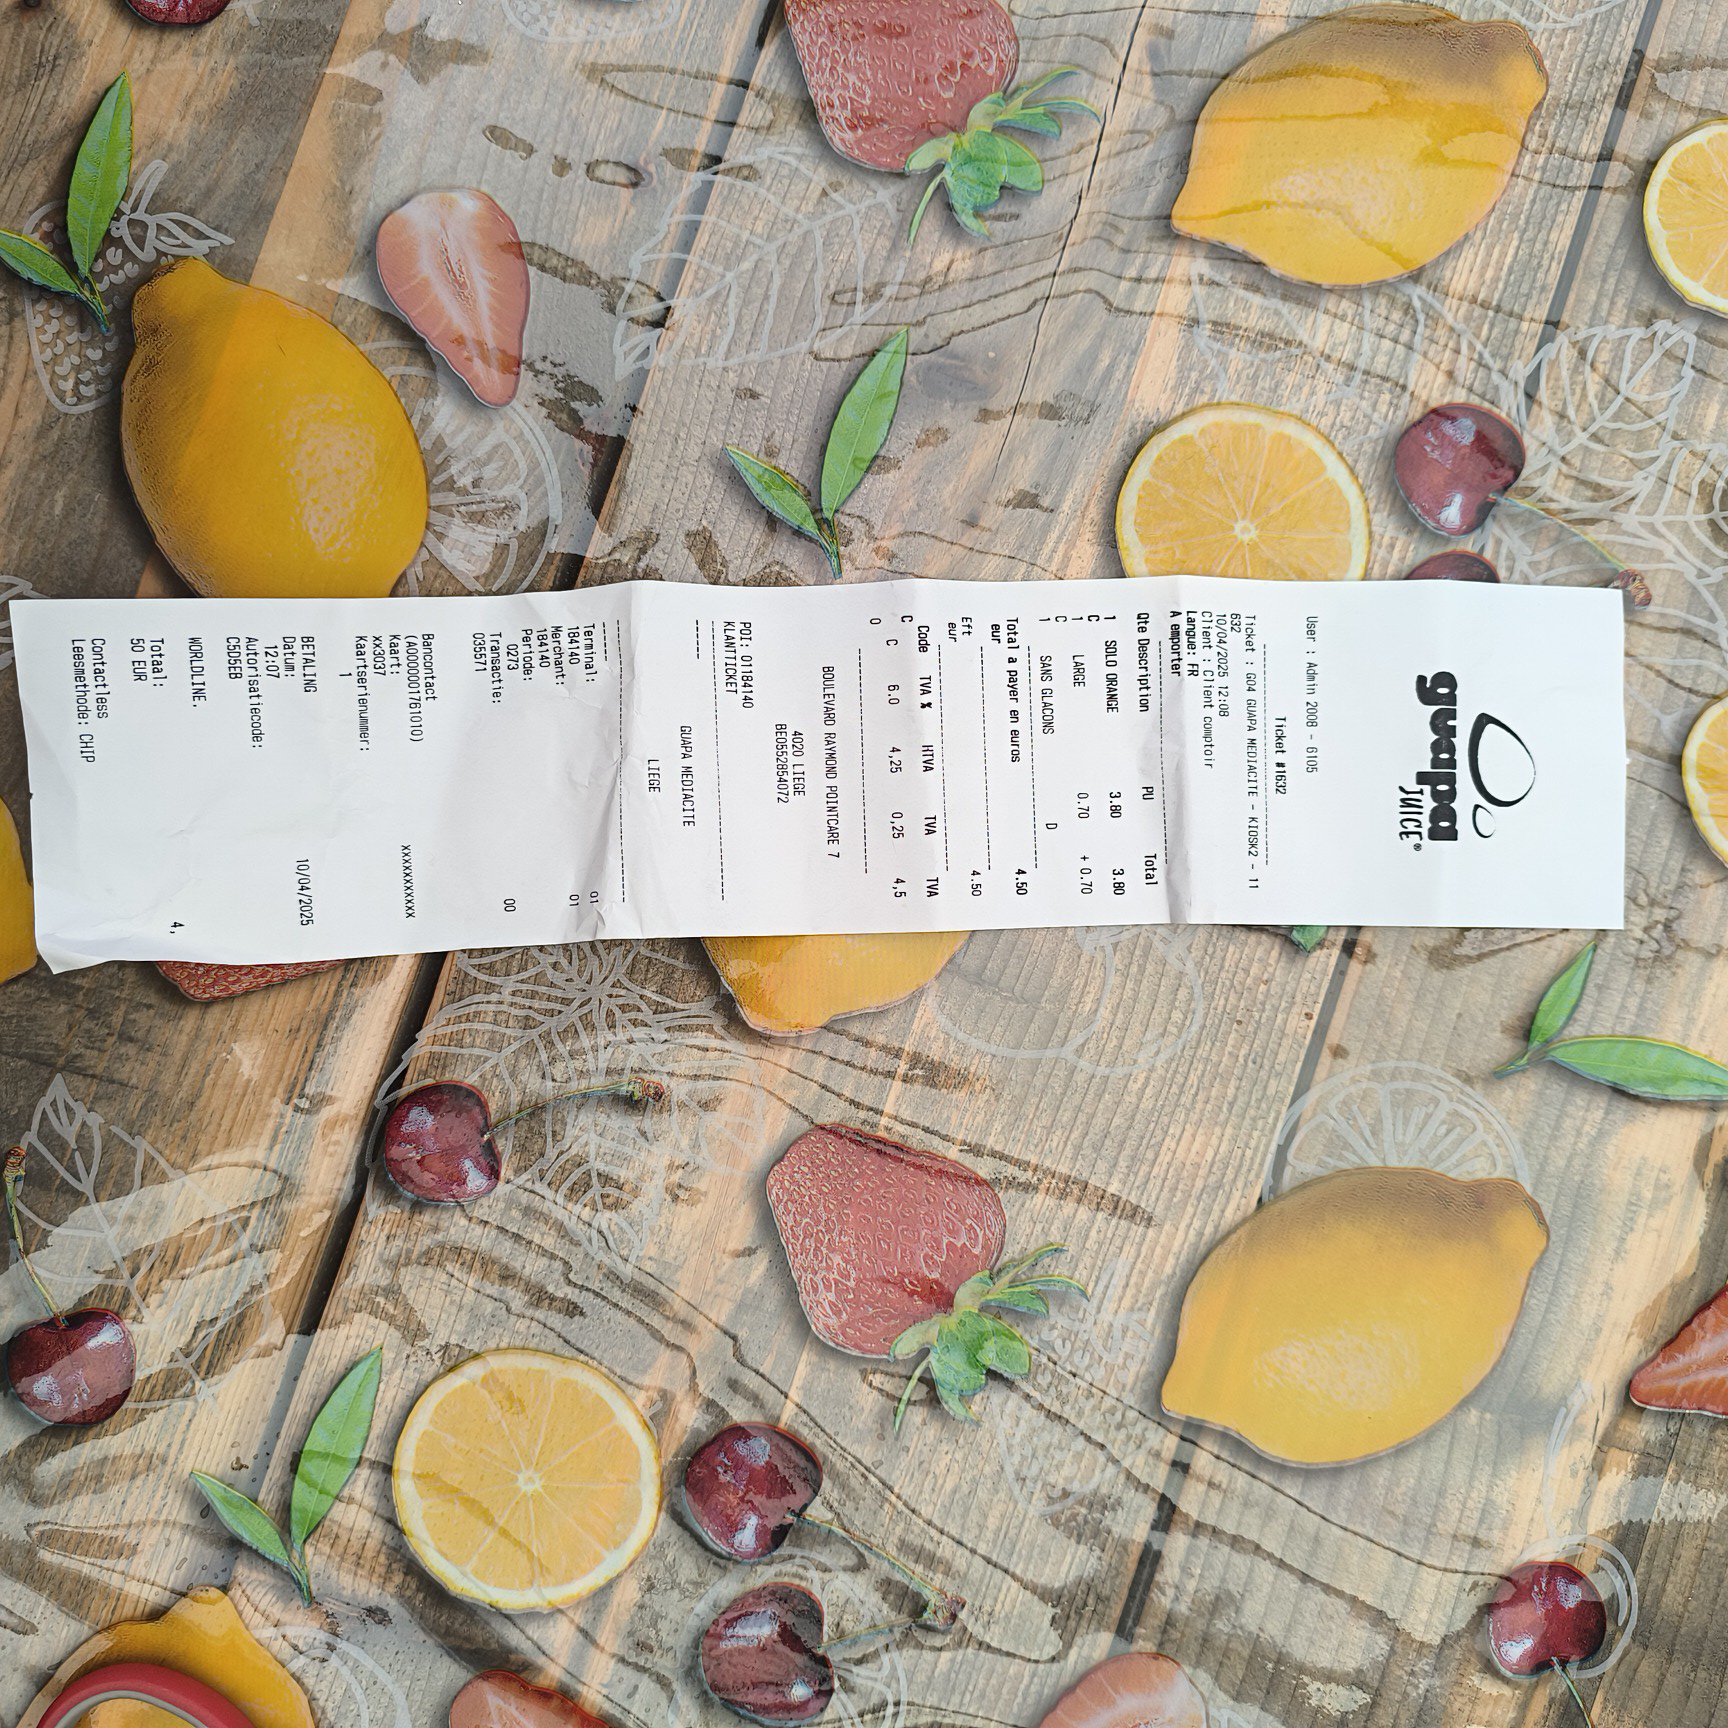 guapa
JUICE®
User : Admin 2008 - 6105
Ticket #1632
Ticket : G04 GUAPA MEDIACITE - KIOSK2 - 11
632
10/04/2025 12:08
Client : Client comptoir
Langue: FR
A emporter
Qte Description PU Total
1 SOLO ORANGE 3.80 3.80
C
1 LARGE 0.70 + 0.70
C
1 SANS GLACONS D
Total a payer en euros 4.50
eur
Eft 4.50
eur
Code TVA % HTVA TVA TVA
C
C 6.0 4,25 0,25 4,5
0
BOULEVARD RAYMOND POINTCARE 7
4020 LIEGE
BE0552854072
POI: 01184140
KLANTTICKET
GUAPA MEDIACITE
LIEGE
Terminal: 01
184140
Merchant: 01
184140
Periode:
0273
Transactie: 00
035571
Bancontact
(A0000001761010)
Kaart: xxxxxxxxxxx
xx3037
Kaartserienummer:
1
BETALING
Datum: 10/04/2025
12:07
Autorisatiecode:
C5D5EB
WORLDLINE.
Totaal: 4,
50 EUR
Contactless
Leesmethode: CHIP